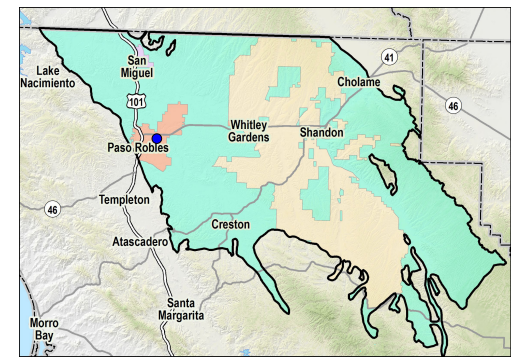 San
Miguel
Lake
Nacimiento
41
Cholame
101
46
Whitley
Gardens
Shandon
Paso Robles
Templeton
46
Creston
Atascadero
Santa
Margarita
Morro
Bay